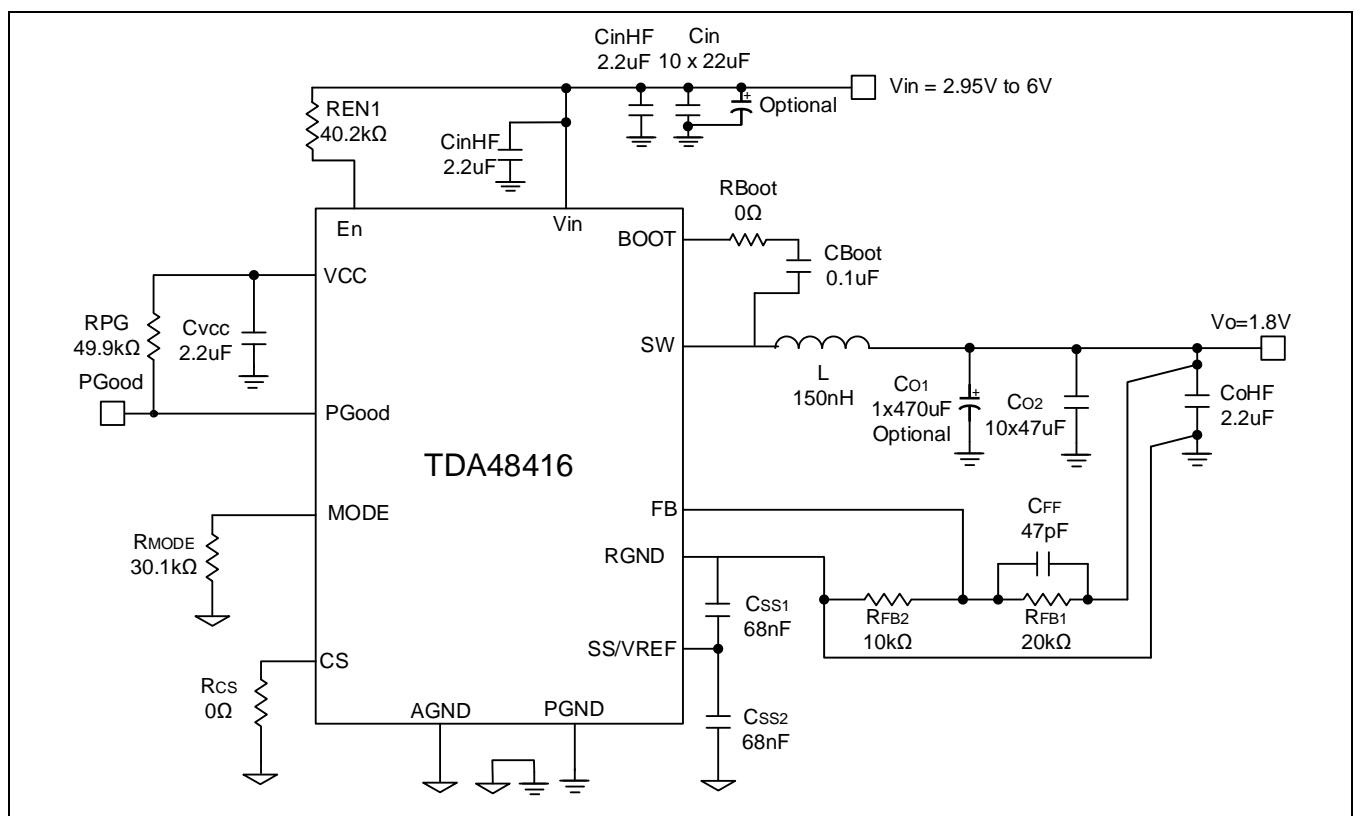 CinHF
2.2uF
Cin
10 x 22uF
Optional
Vin = 2.95V to 6V
REN1
40.2kΩ
CinHF
2.2uF
En
Vin
RBoot
0Ω
BOOT
CBoot
0.1uF
VCC
RPG
49.9kΩ
Cvcc
2.2uF
PGood
PGood
SW
L
150nH
Vo=1.8V
CO1
1x470uF
Optional
CO2
10x47uF
CoHF
2.2uF
TDA48416
MODE
RMODE
30.1kΩ
FB
RGND
CFF
47pF
CSS1
68nF
RFB2
10kΩ
RFB1
20kΩ
SS/VREF
CS
RCS
0Ω
AGND
PGND
CSS2
68nF